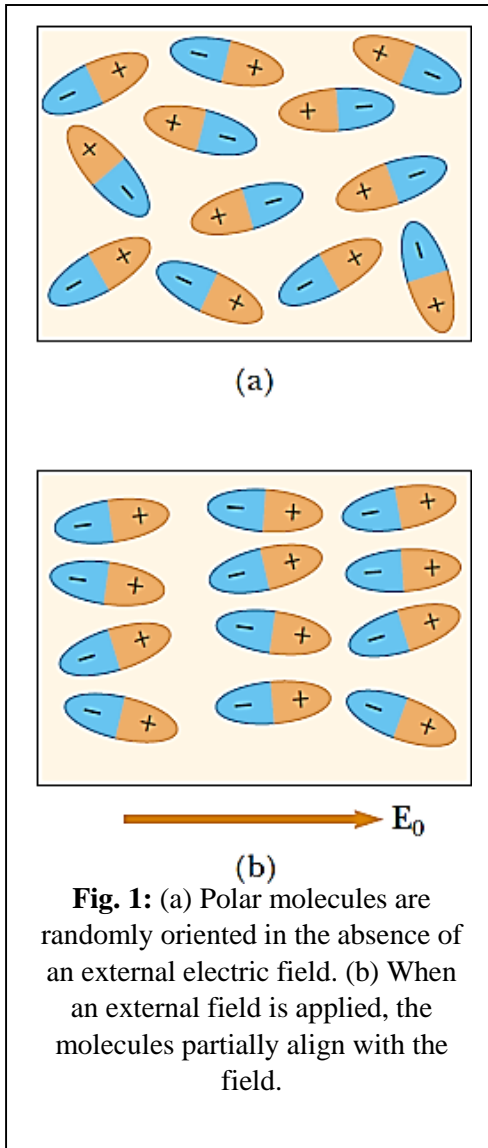 (a)
E₀
(b)
Fig. 1: (a) Polar molecules are
randomly oriented in the absence of
an external electric field. (b) When
an external field is applied, the
molecules partially align with the
field.